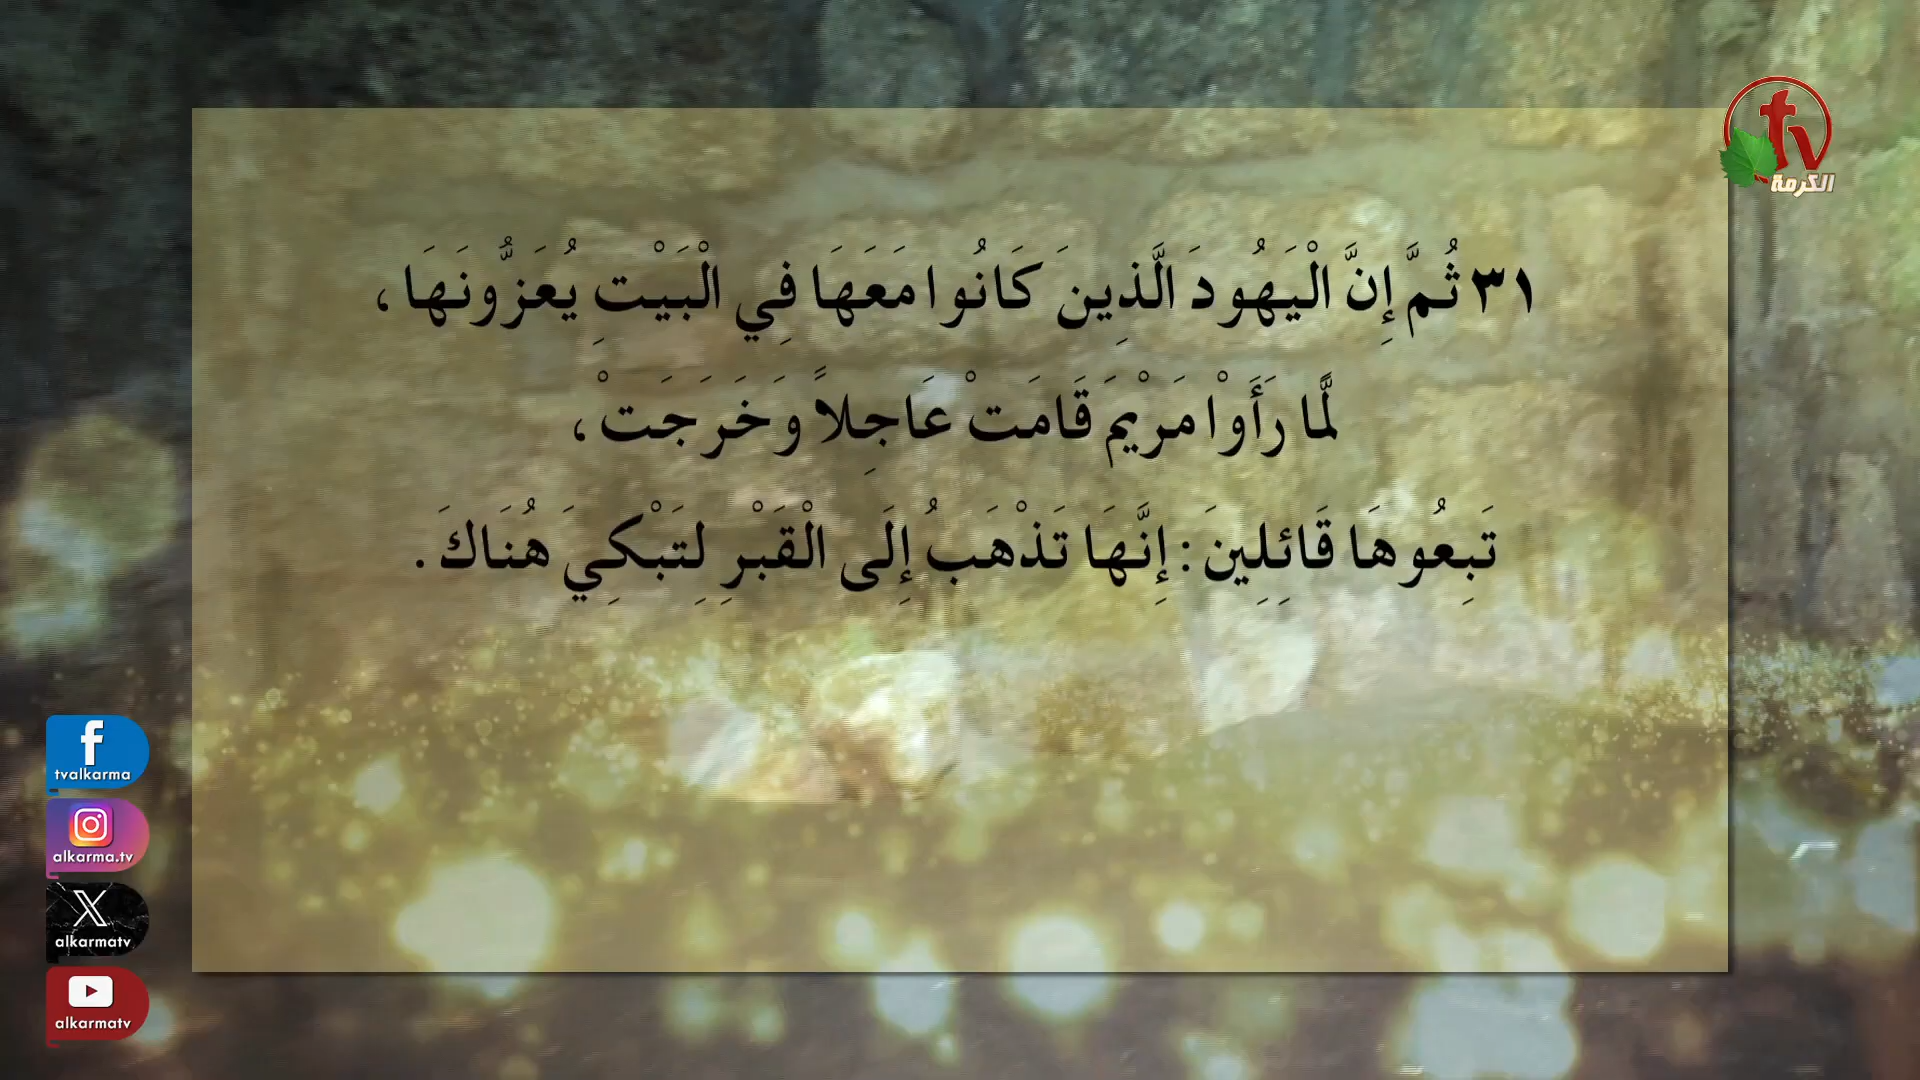 ٣١ ثُمَّ إِنَّ الْيَهُودَ الَّذِينَ كَانُوا مَعَهَا فِي الْبَيْتِ يُعَزُّونَهَا،
لَمَّا رَأَوْا مَرْيَمَ قَامَتْ عَاجِلاً وَخَرَجَتْ،
تَبِعُوهَا قَائِلِينَ: إِنَّهَا تَذْهَبُ إِلَى الْقَبْرِ لِتَبْكِيَ هُنَاكَ.
tv
الكرمة
tvalkarma
alkarma.tv
alkarmatv
alkarmatv